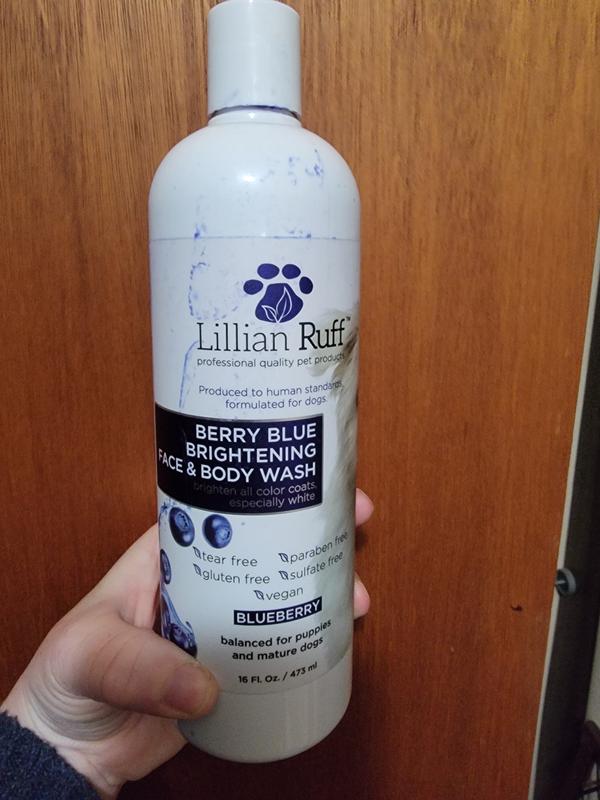 Lillian Ruff™
professional quality pet products
Produced to human standards,
formulated for dogs.
BERRY BLUE
BRIGHTENING
FACE & BODY WASH
brighten all color coats,
especially white
tear free paraben free
gluten free sulfate free
vegan
BLUEBERRY
balanced for puppies
and mature dogs
16 Fl. Oz. / 473 ml